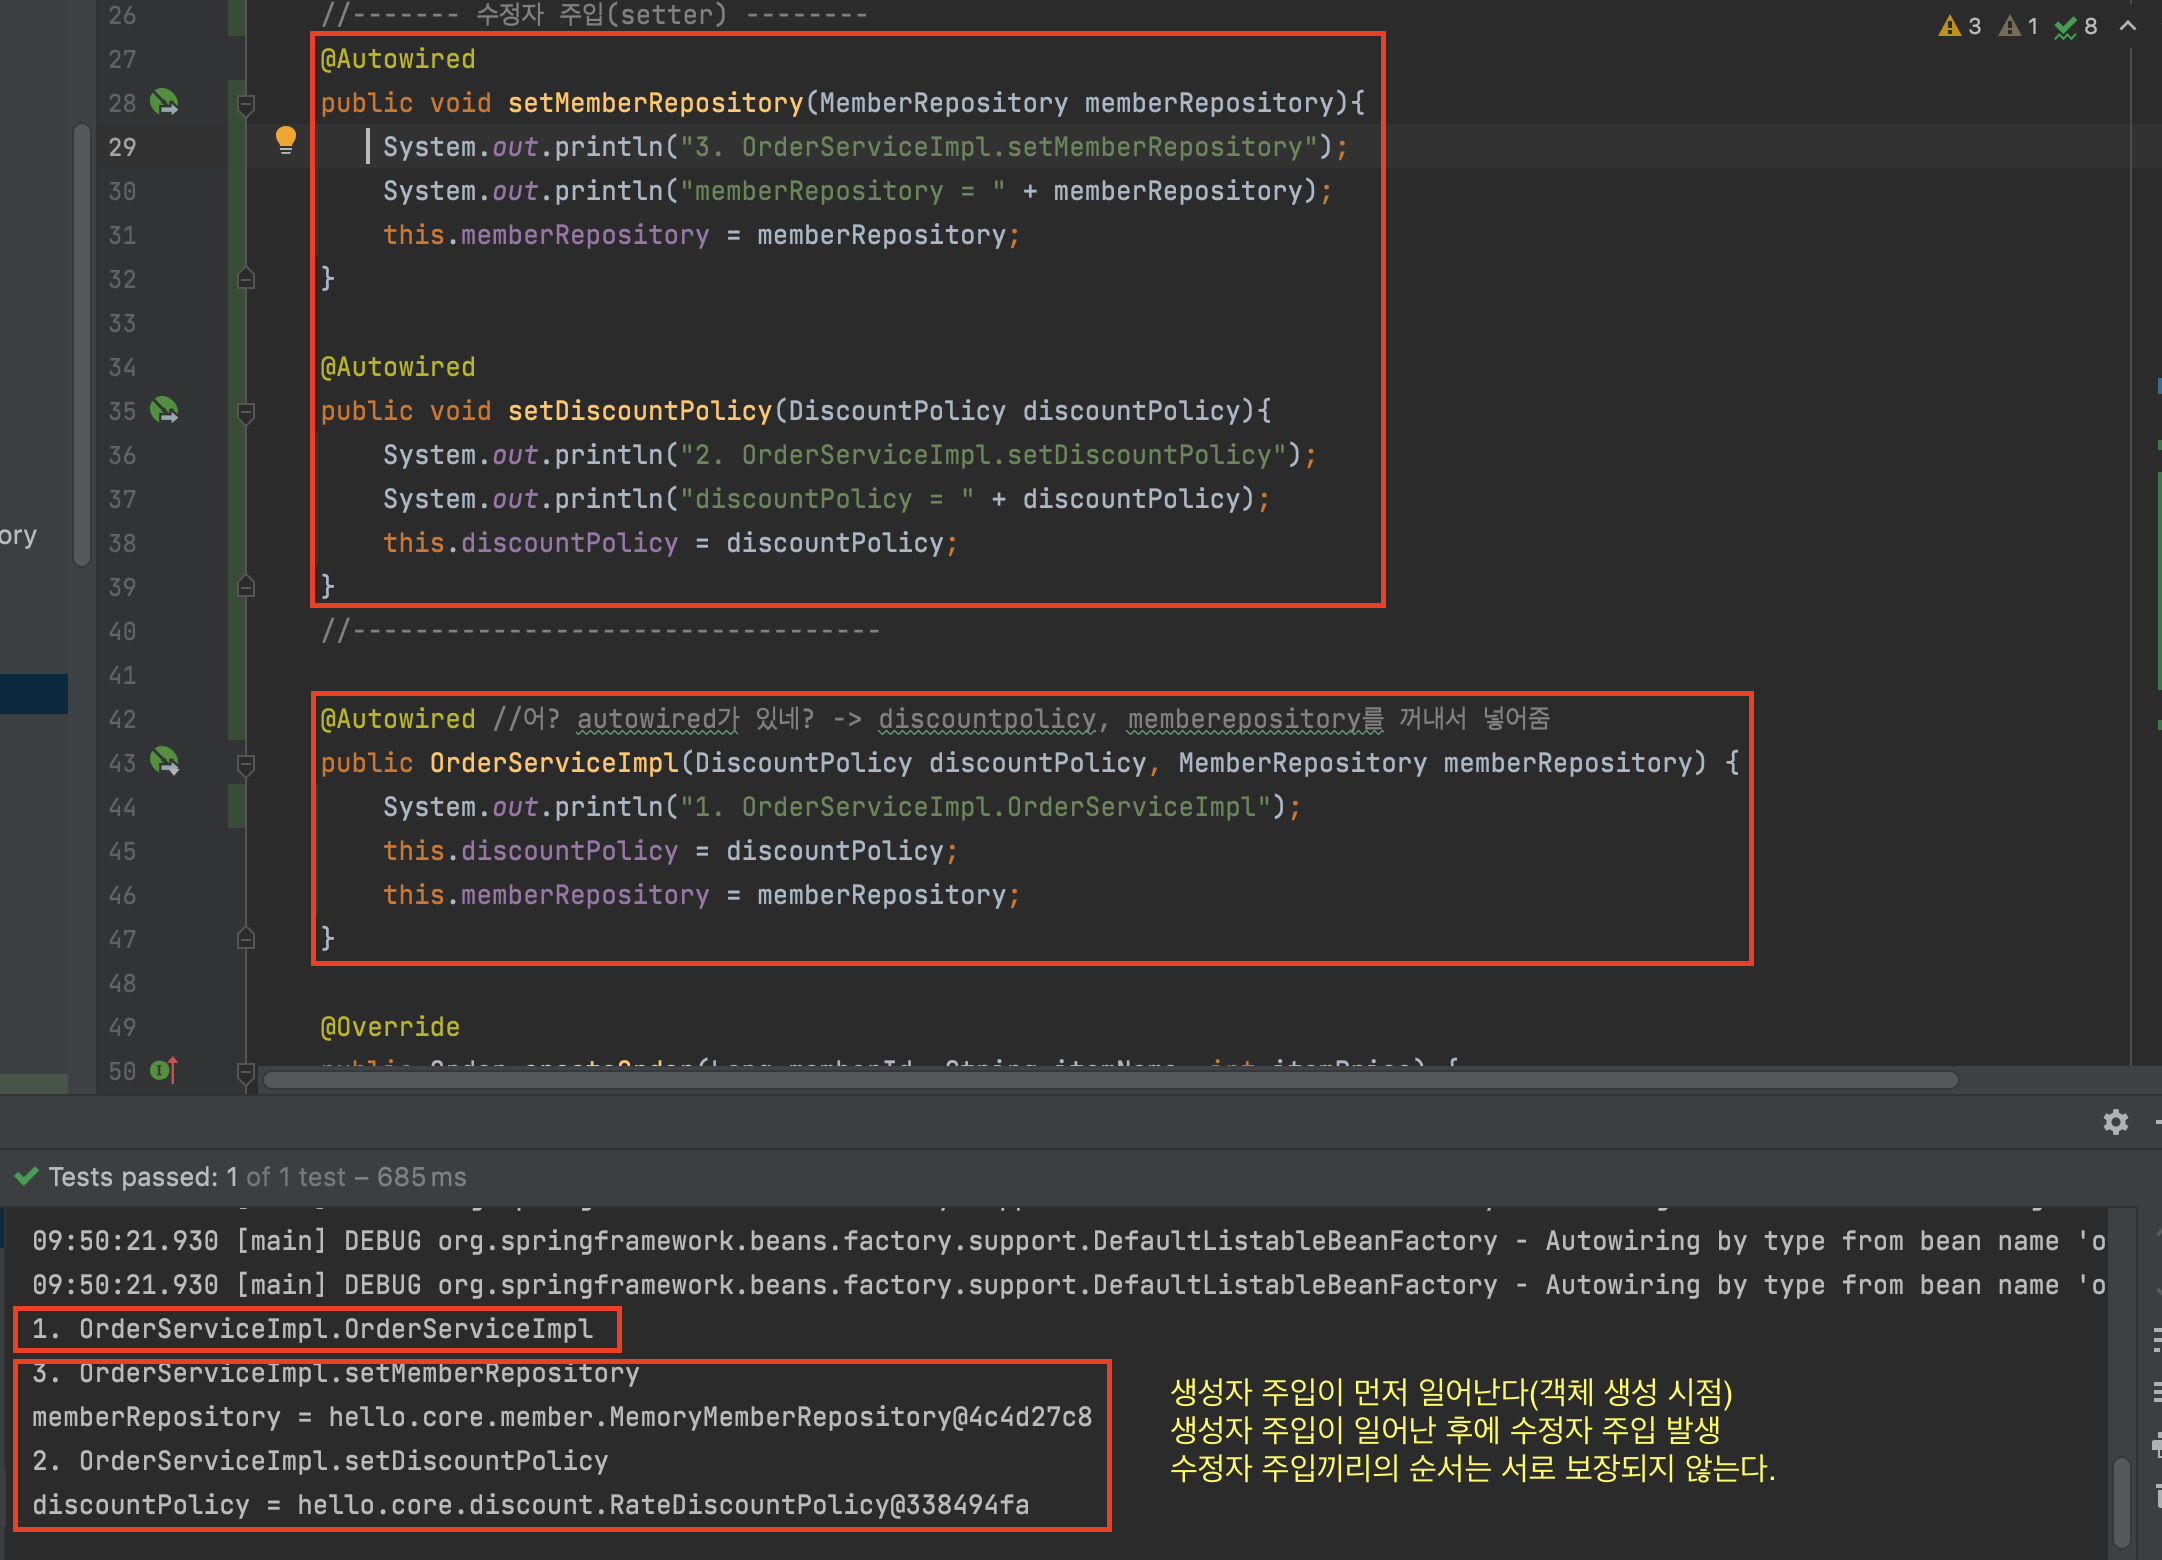 26 //------- 수정자 주입(setter) --------
3 1 8
27 @Autowired
28 public void setMemberRepository(MemberRepository memberRepository){
29 System.out.println("3. OrderServiceImpl.setMemberRepository");
30 System.out.println("memberRepository = " + memberRepository);
31 this.memberRepository = memberRepository;
32 }
33
34 @Autowired
35 public void setDiscountPolicy(DiscountPolicy discountPolicy){
36 System.out.println("2. OrderServiceImpl.setDiscountPolicy");
37 System.out.println("discountPolicy = " + discountPolicy);
ory
38 this.discountPolicy = discountPolicy;
39 }
40 //----------------------------------
41
42 @Autowired //어? autowired가 있네? -> discountpolicy, memberepository를 꺼내서 넣어줌
43 public OrderServiceImpl(DiscountPolicy discountPolicy, MemberRepository memberRepository) {
44 System.out.println("1. OrderServiceImpl.OrderServiceImpl");
45 this.discountPolicy = discountPolicy;
46 this.memberRepository = memberRepository;
47 }
48
49 @Override
50 public Order createOrder(Long memberId, String itemName, int itemPrice) {
Tests passed: 1 of 1 test – 685 ms
09:50:21.930 [main] DEBUG org.springframework.beans.factory.support.DefaultListableBeanFactory - Autowiring by type from bean name 'o
09:50:21.930 [main] DEBUG org.springframework.beans.factory.support.DefaultListableBeanFactory - Autowiring by type from bean name 'o
1. OrderServiceImpl.OrderServiceImpl
3. OrderServiceImpl.setMemberRepository
memberRepository = hello.core.member.MemoryMemberRepository@4c4d27c8
2. OrderServiceImpl.setDiscountPolicy
discountPolicy = hello.core.discount.RateDiscountPolicy@338494fa
생성자 주입이 먼저 일어난다(객체 생성 시점)
생성자 주입이 일어난 후에 수정자 주입 발생
수정자 주입끼리의 순서는 서로 보장되지 않는다.